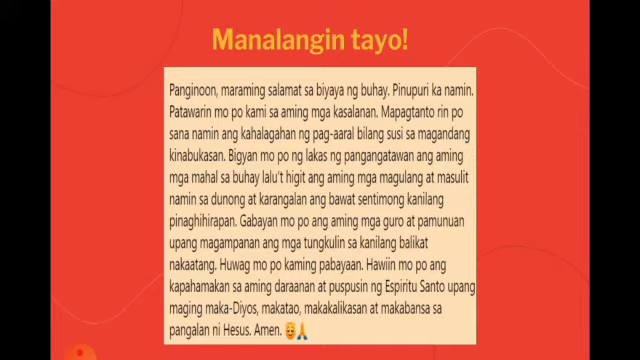 Manalangin tayo!
Panginoon, maraming salamat sa biyaya ng buhay. Pinupuri ka namin.
Patawarin mo po kami sa aming mga kasalanan. Mapagtanto rin po
sana namin ang kahalagahan ng pag-aaral bilang susi sa magandang
kinabukasan. Bigyan mo po ng lakas ng pangangatawan ang aming
mga mahal sa buhay lalu't higit ang aming mga magulang at masulit
namin sa dunong at karangalan ang bawat sentimong kanilang
pinaghihirapan. Gabayan mo po ang aming mga guro at pamunuan
upang magampanan ang mga tungkulin sa kanilang balikat
nakaatang. Huwag mo po kaming pabayaan. Hawiin mo po ang
kapahamakan sa aming daraanan at puspusin ng Espiritu Santo upang
maging maka-Diyos, makatao, makakalikasan at makabansa sa
pangalan ni Hesus. Amen. 😇🙏